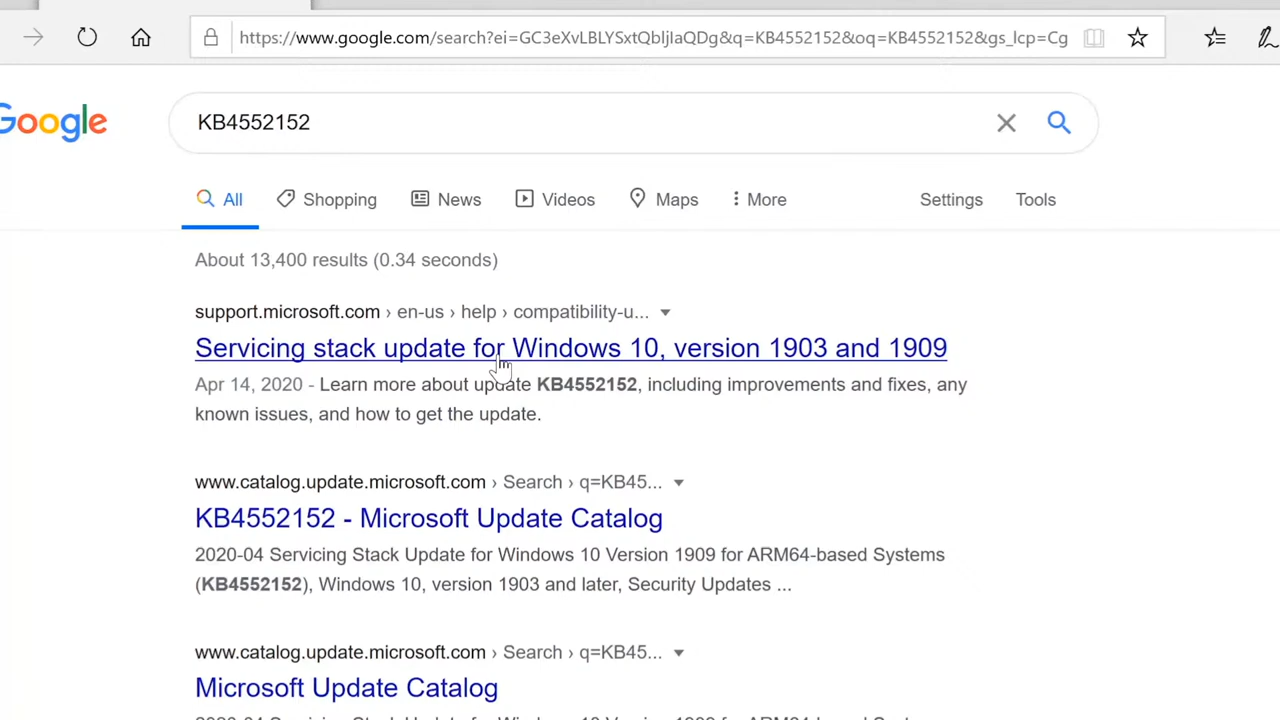 https://www.google.com/search?ei=GC3eXvLBLYSxtQbljIaQDg&q=KB4552152&oq=KB4552152&gs_lcp=Cg
Google
KB4552152
All Shopping News Videos Maps More Settings Tools
About 13,400 results (0.34 seconds)
support.microsoft.com › en-us › help › compatibility-u...
Servicing stack update for Windows 10, version 1903 and 1909
Apr 14, 2020 - Learn more about update KB4552152, including improvements and fixes, any
known issues, and how to get the update.
www.catalog.update.microsoft.com › Search › q=KB45...
KB4552152 - Microsoft Update Catalog
2020-04 Servicing Stack Update for Windows 10 Version 1909 for ARM64-based Systems
(KB4552152), Windows 10, version 1903 and later, Security Updates ...
www.catalog.update.microsoft.com › Search › q=KB45...
Microsoft Update Catalog